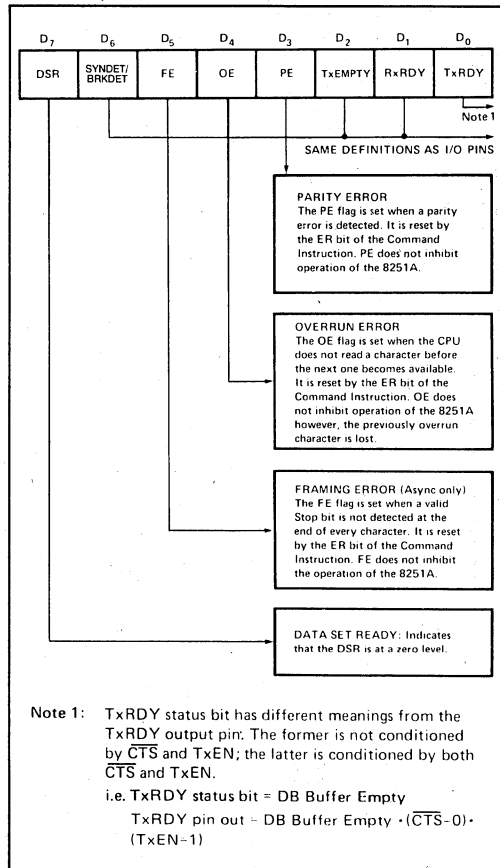 D7 D6 D5 D4 D3 D2 D1 D0
DSR SYNDET/ BRKDET FE OE PE TxEMPTY RxRDY TxRDY
Note 1
SAME DEFINITIONS AS I/O PINS
PARITY ERROR
The PE flag is set when a parity
error is detected. It is reset by
the ER bit of the Command
Instruction. PE does not inhibit
operation of the 8251A.
OVERRUN ERROR
The OE flag is set when the CPU
does not read a character before
the next one becomes available.
It is reset by the ER bit of the
Command Instruction. OE does
not inhibit operation of the 8251A
however, the previously overrun
character is lost.
FRAMING ERROR (Async only)
The FE flag is set when a valid
Stop bit is not detected at the
end of every character. It is reset
by the ER bit of the Command
Instruction. FE does not inhibit
the operation of the 8251A.
DATA SET READY: Indicates
that the DSR is at a zero level.
Note 1: TxRDY status bit has different meanings from the
TxRDY output pin. The former is not conditioned
by C̅T̅S̅ and TxEN; the latter is conditioned by both
C̅T̅S̅ and TxEN.
i.e. TxRDY status bit = DB Buffer Empty
TxRDY pin out = DB Buffer Empty •(C̅T̅S̅=0)•
(TxEN=1)